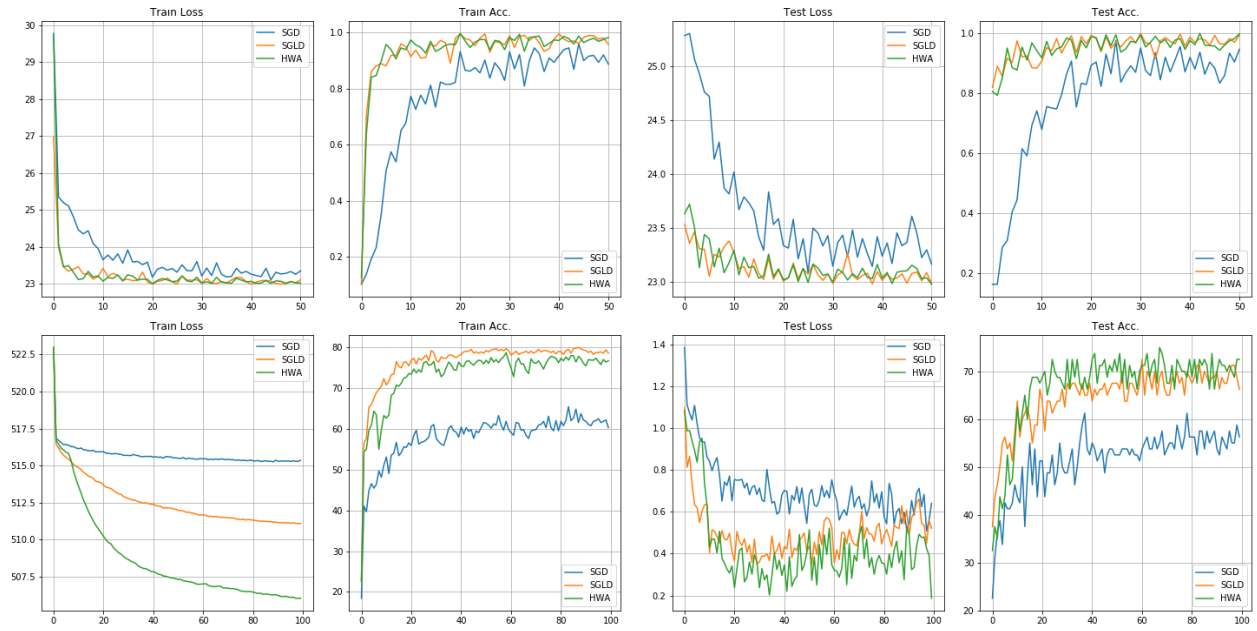 Train Loss
30
29
28
27
26
25
24
23
0 10 20 30 40 50
SGD
SGLD
HWA
Train Acc.
1.0
0.8
0.6
0.4
0.2
0 10 20 30 40 50
SGD
SGLD
HWA
Test Loss
25.0
24.5
24.0
23.5
23.0
0 10 20 30 40 50
SGD
SGLD
HWA
Test Acc.
1.0
0.8
0.6
0.4
0.2
0 10 20 30 40 50
SGD
SGLD
HWA
Train Loss
522.5
520.0
517.5
515.0
512.5
510.0
507.5
0 20 40 60 80 100
SGD
SGLD
HWA
Train Acc.
80
70
60
50
40
30
20
0 20 40 60 80 100
SGD
SGLD
HWA
Test Loss
1.4
1.2
1.0
0.8
0.6
0.4
0.2
0 20 40 60 80 100
SGD
SGLD
HWA
Test Acc.
70
60
50
40
30
20
0 20 40 60 80 100
SGD
SGLD
HWA